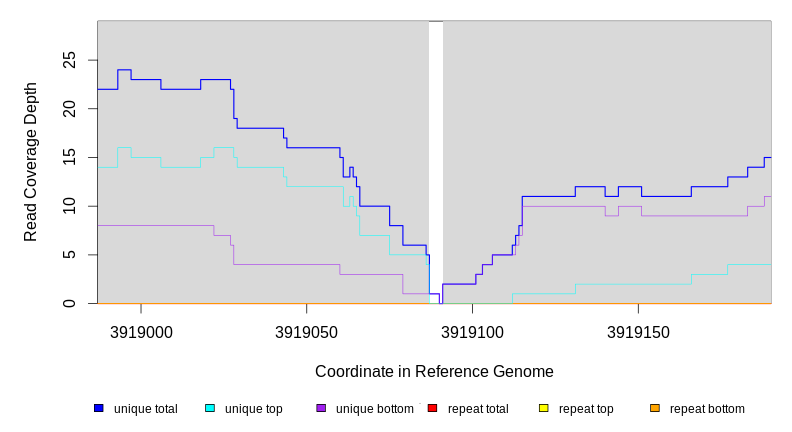 25
20
15
10
5
0
Read Coverage Depth
3919000 3919050 3919100 3919150
Coordinate in Reference Genome
unique total unique top unique bottom repeat total repeat top repeat bottom